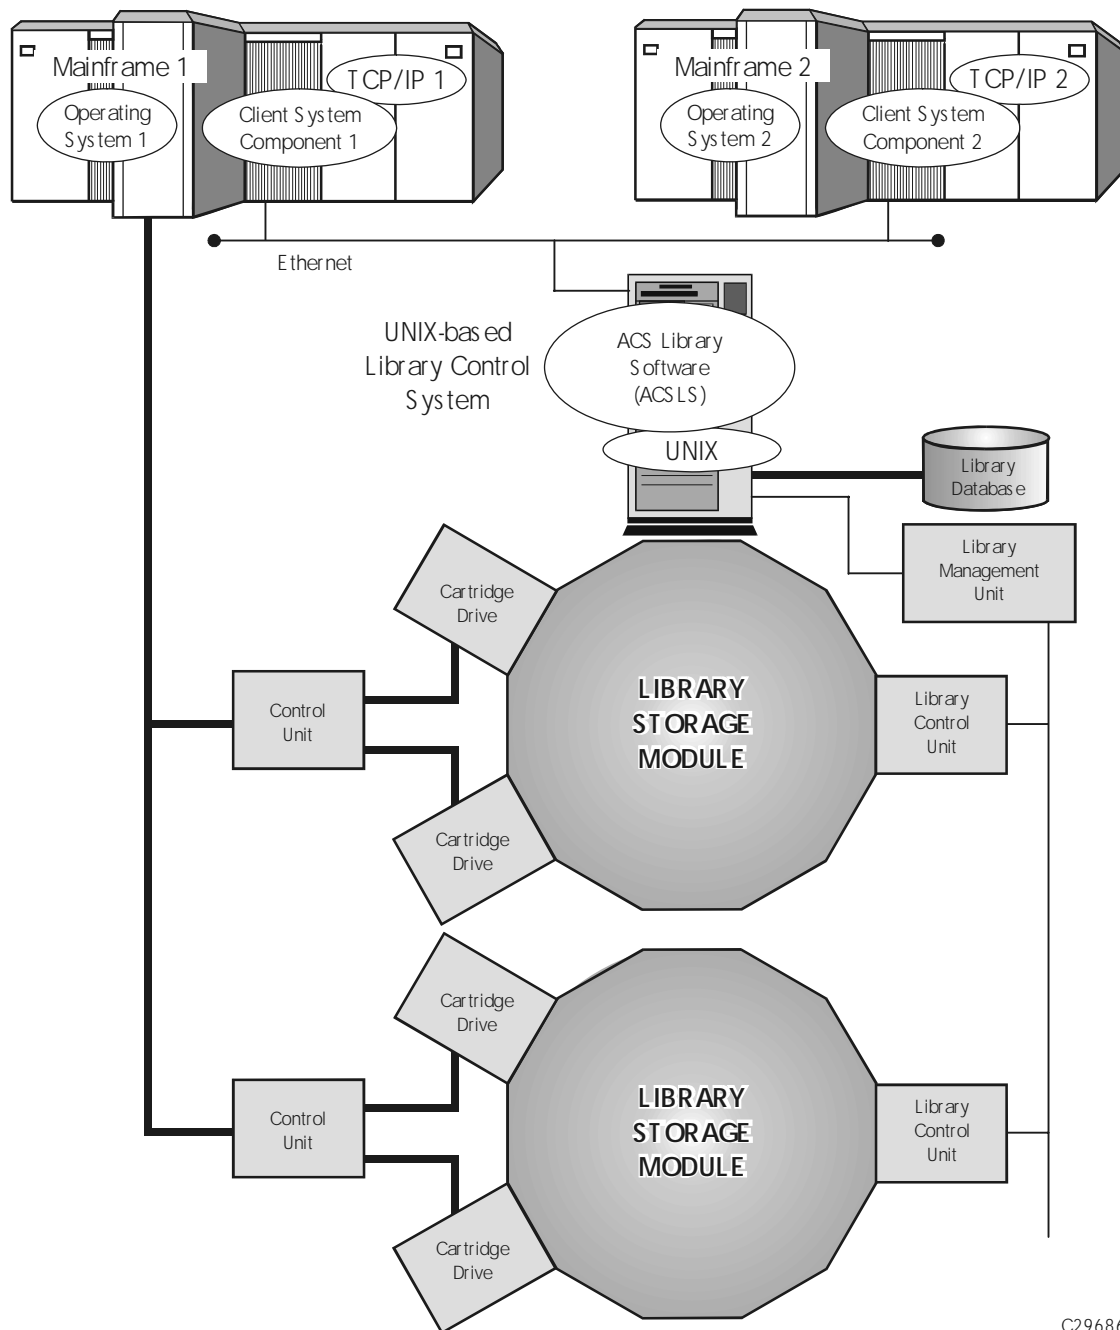 Mainframe 1
TCP/IP 1
Operating
System 1
Client System
Component 1
Mainframe 2
TCP/IP 2
Operating
System 2
Client System
Component 2
Ethernet
UNIX-based
Library Control
System
ACS Library
Software
(ACSLS)
UNIX
Library
Database
Library
Management
Unit
Cartridge
Drive
Control
Unit
LIBRARY
STORAGE
MODULE
Library
Control
Unit
Cartridge
Drive
Cartridge
Drive
Control
Unit
LIBRARY
STORAGE
MODULE
Library
Control
Unit
Cartridge
Drive
C29686